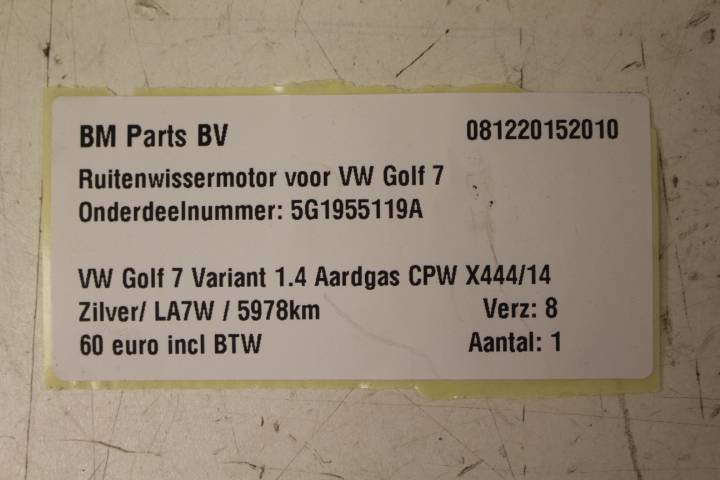 BM Parts BV 081220152010
Ruitenwissermotor voor VW Golf 7
Onderdeelnummer: 5G1955119A
VW Golf 7 Variant 1.4 Aardgas CPW X444/14
Zilver/ LA7W / 5978km Verz: 8
60 euro incl BTW Aantal: 1